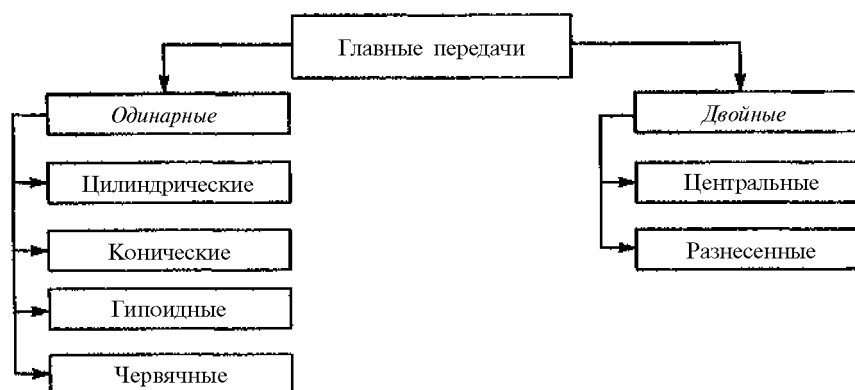 Главные передачи
Одинарные
Цилиндрические
Конические
Гипоидные
Червячные
Двойные
Центральные
Разнесенные